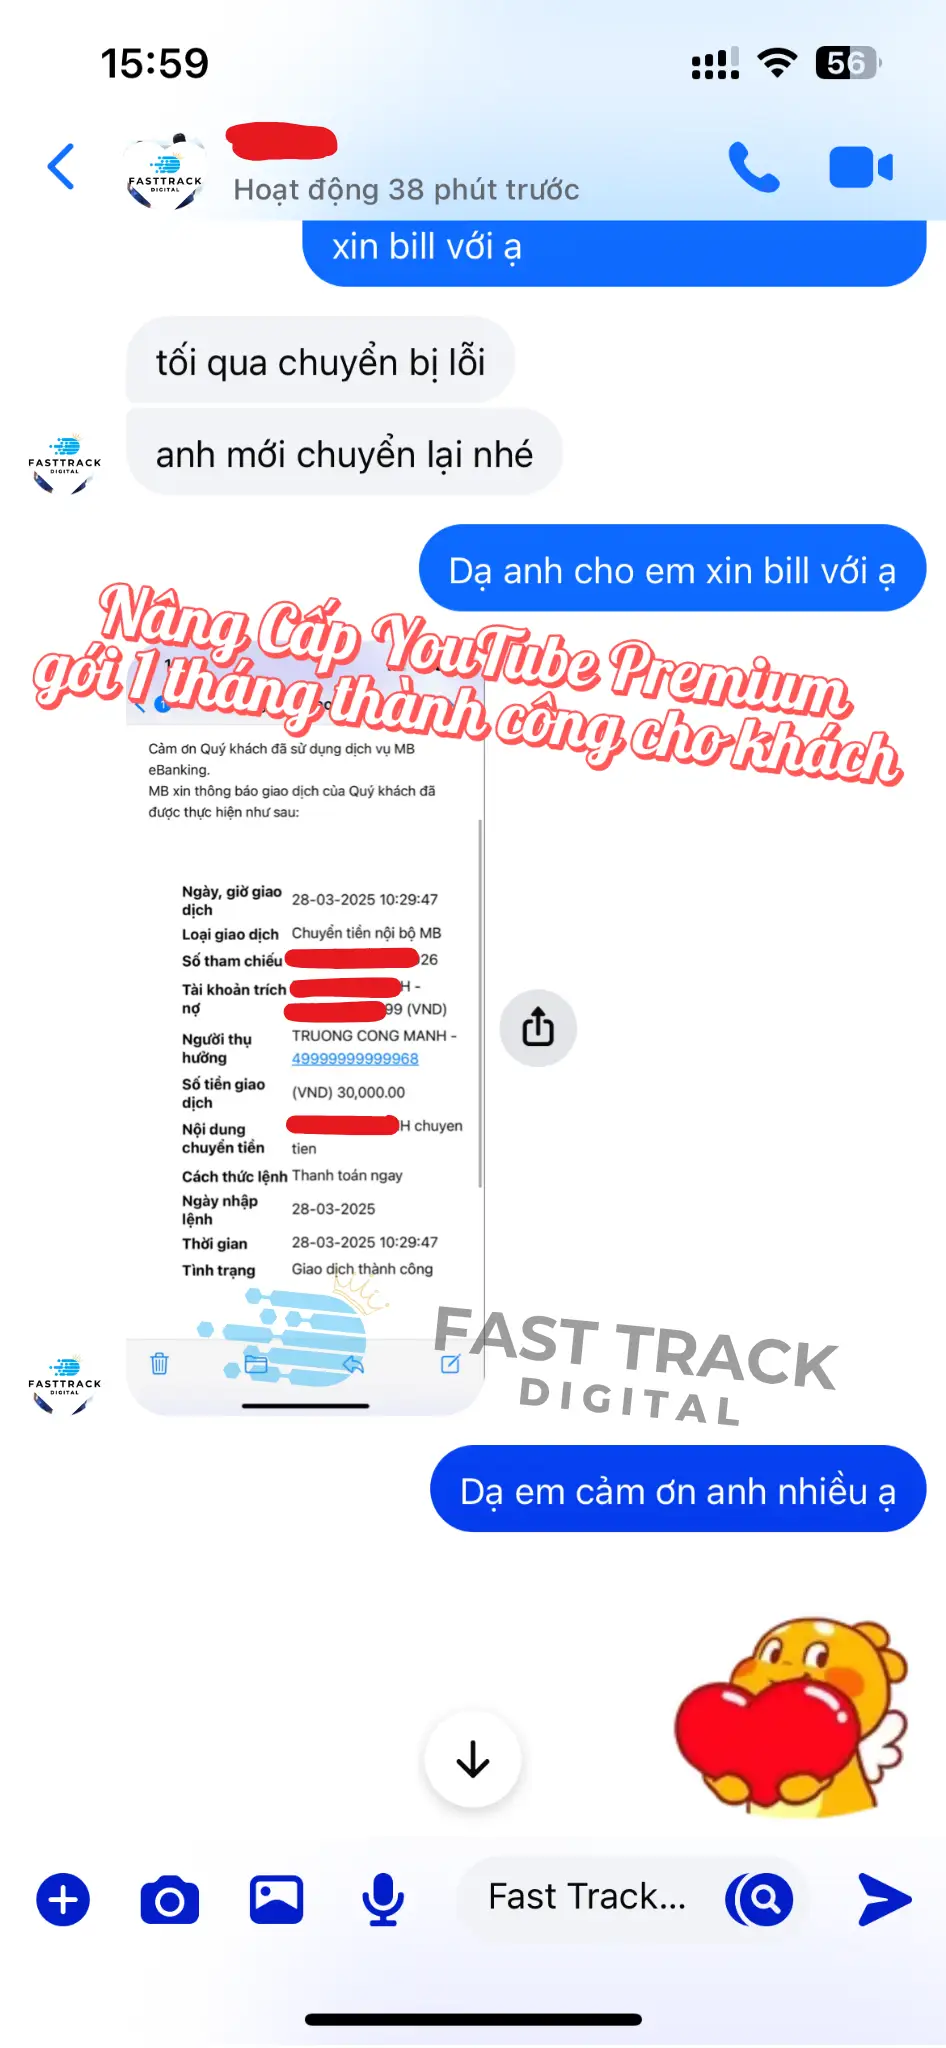 15:59
56
FASTTRACK
DIGITAL
Hoạt động 38 phút trước
xin bill với ạ
tối qua chuyển bị lỗi
anh mới chuyển lại nhé
FASTTRACK
DIGITAL
Dạ anh cho em xin bill với ạ
Nâng Cấp YouTube Premium
gói 1 tháng thành công cho khách
Cảm ơn Quý khách đã sử dụng dịch vụ MB
eBanking.
MB xin thông báo giao dịch của Quý khách đã
được thực hiện như sau:
Ngày, giờ giao
dịch
28-03-2025 10:29:47
Loại giao dịch Chuyển tiền nội bộ MB
Số tham chiếu 26
Tài khoản trích
nợ
H -
99 (VND)
Người thụ
hưởng
TRUONG CONG MANH -
49999999999968
Số tiền giao
dịch
(VND) 30,000.00
Nội dung
chuyển tiền
H chuyen
tien
Cách thức lệnh Thanh toán ngay
Ngày nhập
lệnh
28-03-2025
Thời gian 28-03-2025 10:29:47
Tình trạng Giao dịch thành công
FAST TRACK
DIGITAL
FASTTRACK
DIGITAL
Dạ em cảm ơn anh nhiều ạ
Fast Track...